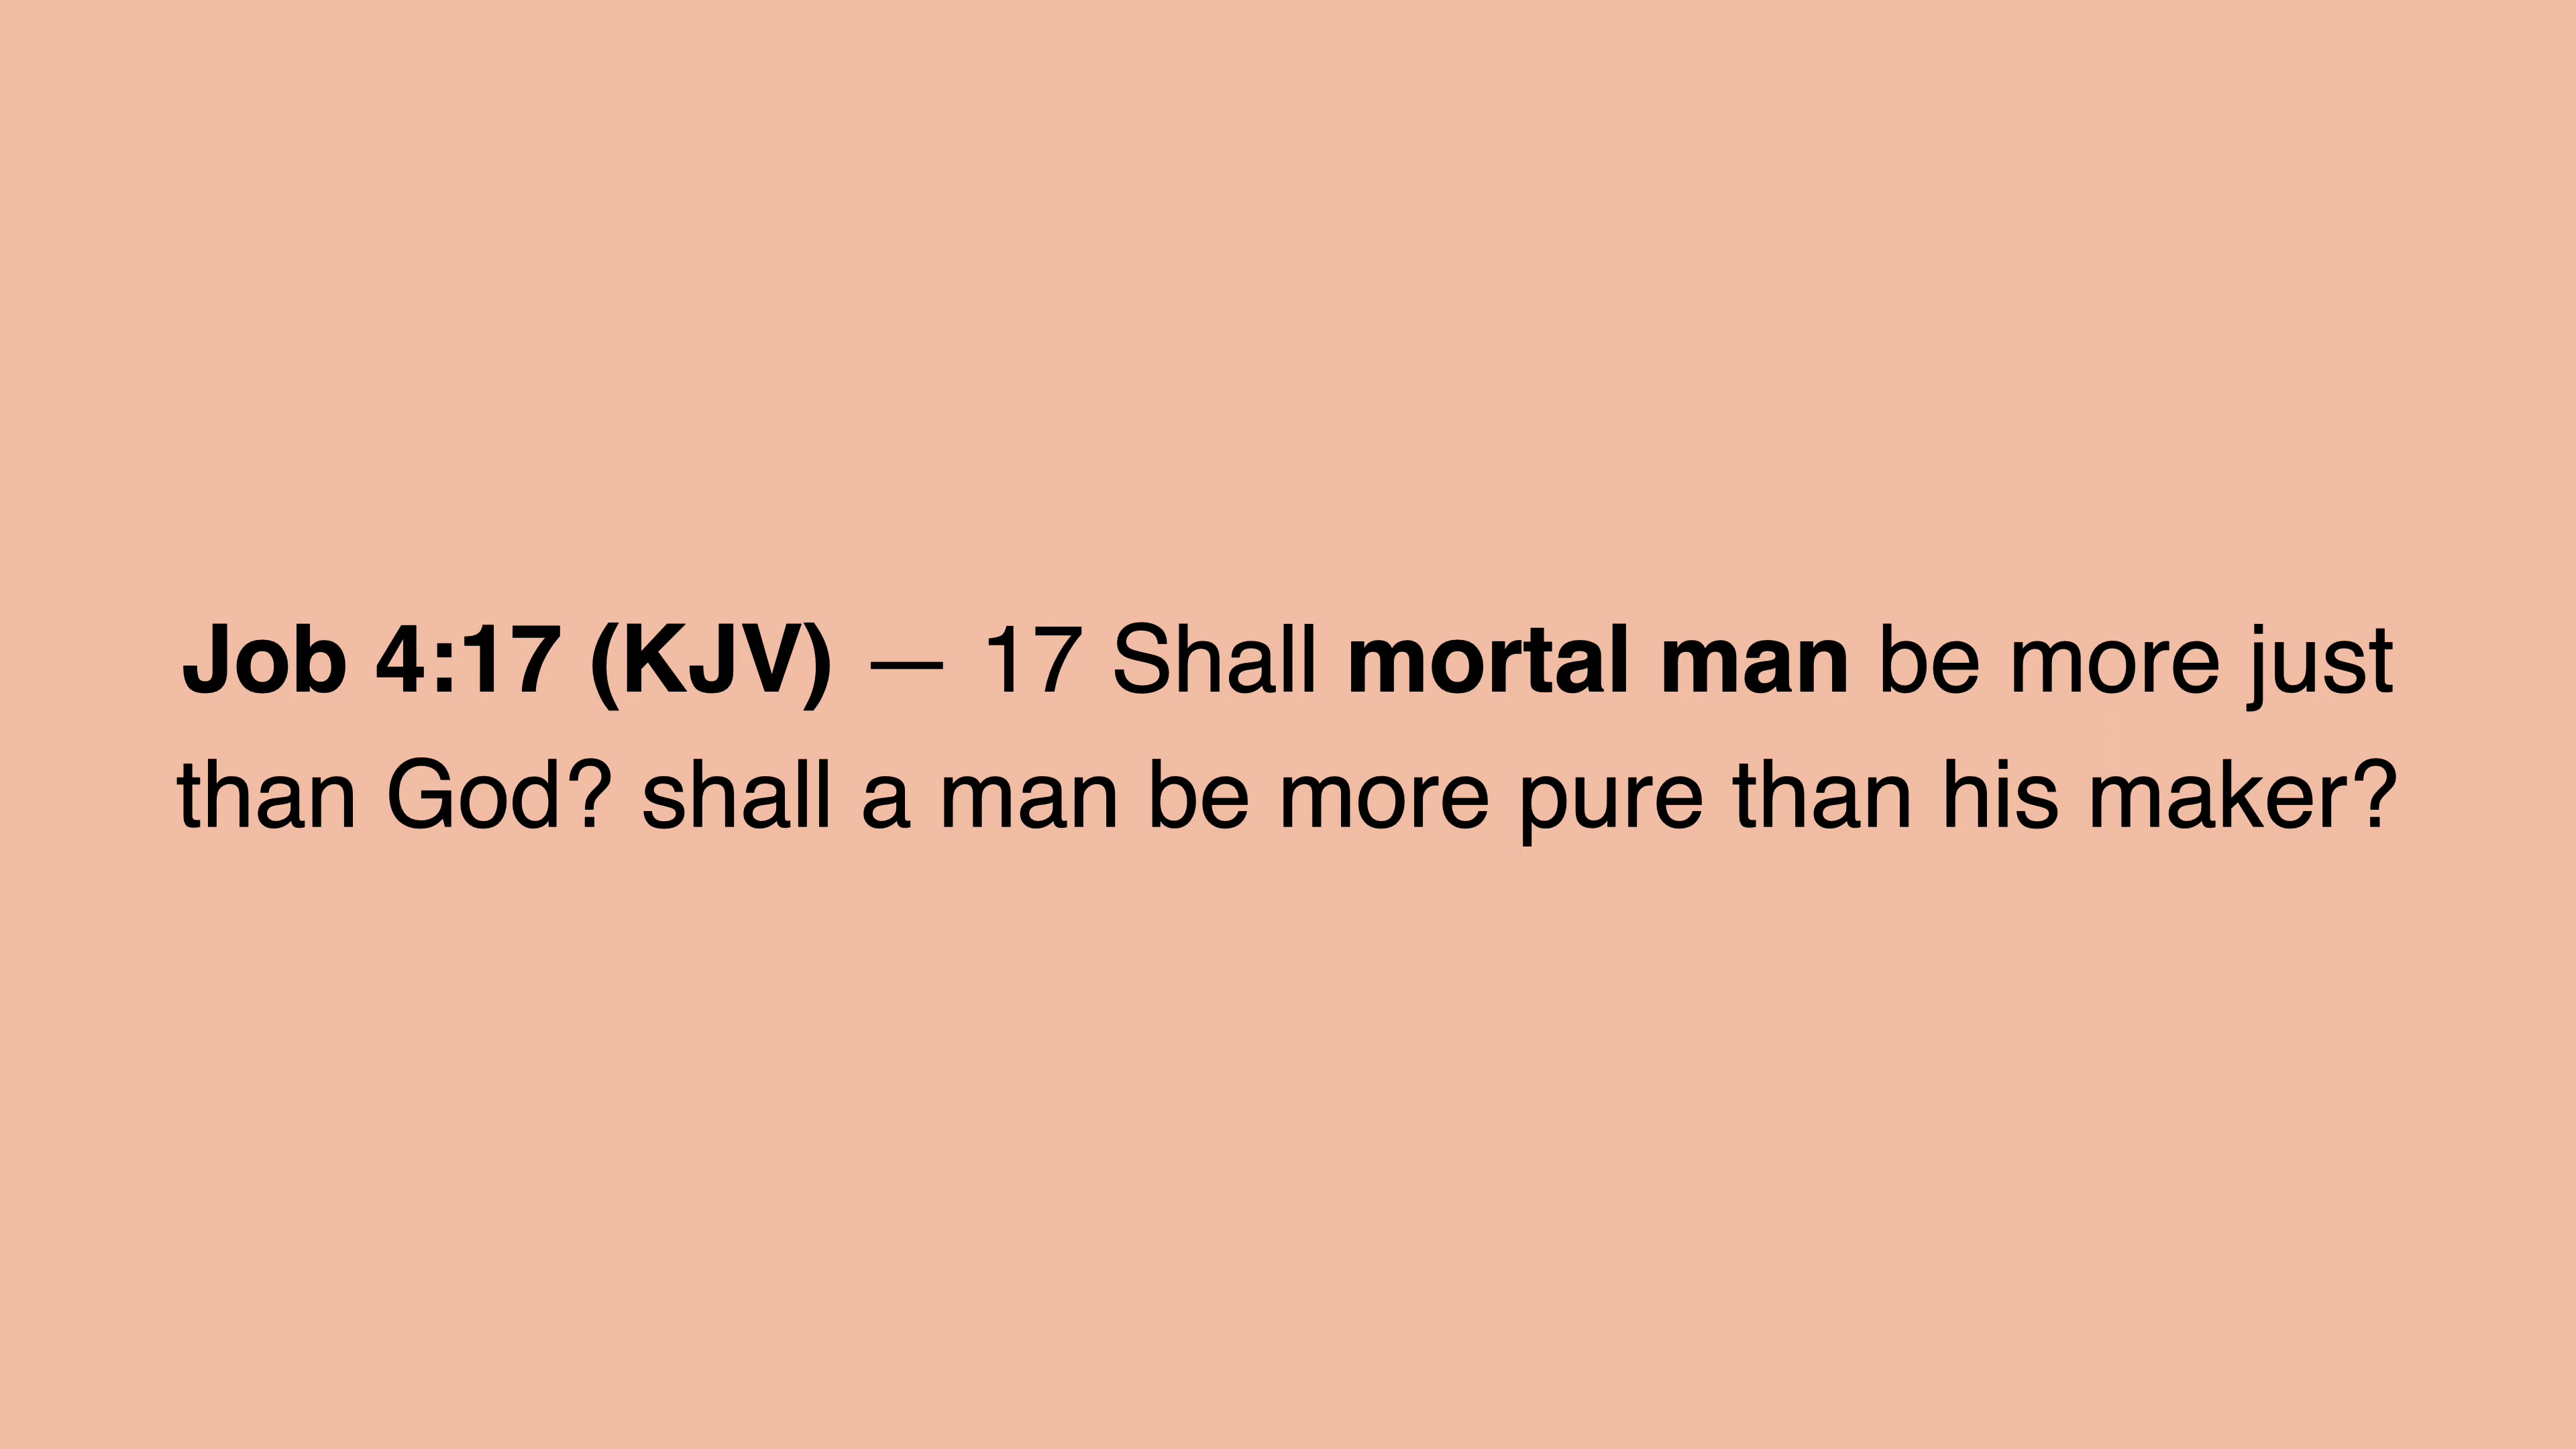 Job 4:17 (KJV) — 17 Shall mortal man be more just
than God? shall a man be more pure than his maker?